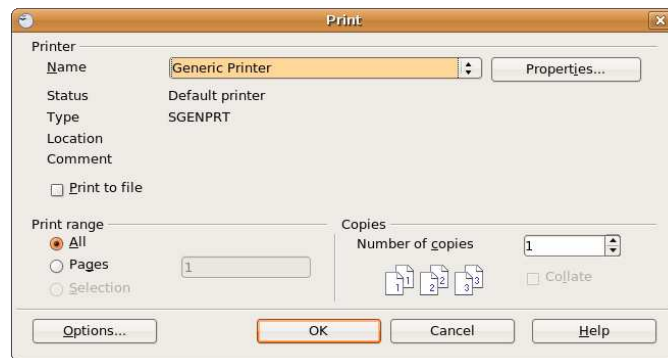 Print
Printer
Name Generic Printer Properties...
Status Default printer
Type SGENPRT
Location
Comment
Print to file
Print range
All
Pages 1
Selection
Copies
Number of copies 1
1 1 2 2 3 3
Collate
Options... OK Cancel Help